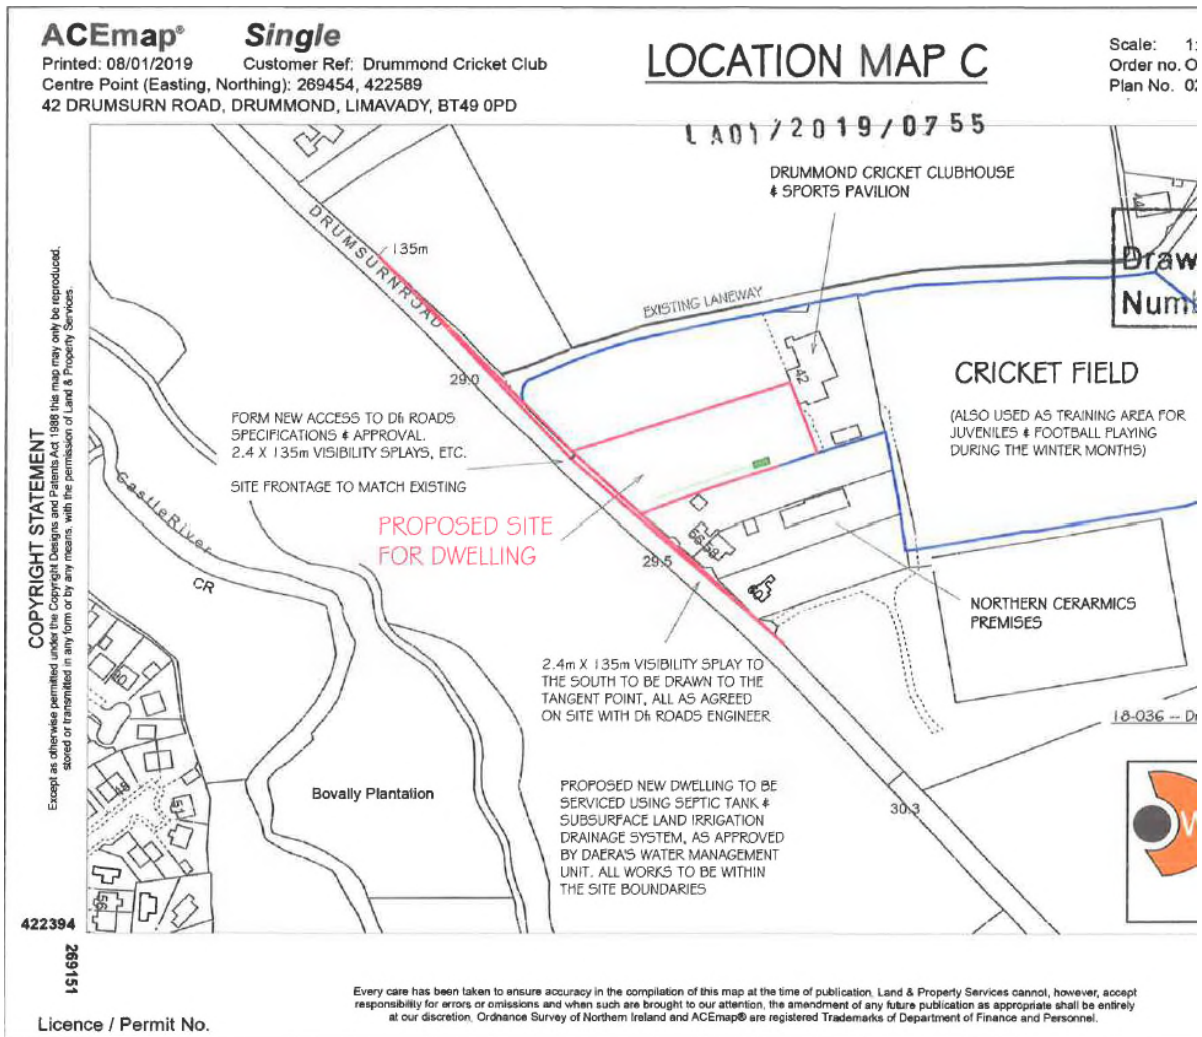 ACEmap® Single
Printed: 08/01/2019 Customer Ref: Drummond Cricket Club
Centre Point (Easting, Northing): 269454, 422589
42 DRUMSURN ROAD, DRUMMOND, LIMAVADY, BT49 0PD
LOCATION MAP C
Scale: 1:
Order no. O
Plan No. 02
LA01/2019/0755
DRUMMOND CRICKET CLUBHOUSE
& SPORTS PAVILION
Draw
Num
135m
DRUMSURN ROAD
EXISTING LANEWAY
29.0
42
44
CRICKET FIELD
(ALSO USED AS TRAINING AREA FOR
JUVENILES & FOOTBALL PLAYING
DURING THE WINTER MONTHS)
FORM NEW ACCESS TO DfI ROADS
SPECIFICATIONS & APPROVAL.
2.4 X 135m VISIBILITY SPLAYS, ETC.
SITE FRONTAGE TO MATCH EXISTING
PROPOSED SITE
FOR DWELLING
Castle River
CR
29.5
56
58
60
NORTHERN CERARMICS
PREMISES
2.4m X 135m VISIBILITY SPLAY TO
THE SOUTH TO BE DRAWN TO THE
TANGENT POINT, ALL AS AGREED
ON SITE WITH DfI ROADS ENGINEER
18-036 -- Dr
40
49
51
56
Bovally Plantation
PROPOSED NEW DWELLING TO BE
SERVICED USING SEPTIC TANK &
SUBSURFACE LAND IRRIGATION
DRAINAGE SYSTEM, AS APPROVED
BY DAERA'S WATER MANAGEMENT
UNIT. ALL WORKS TO BE WITHIN
THE SITE BOUNDARIES
30.3
W
COPYRIGHT STATEMENT
Except as otherwise permitted under the Copyright Designs and Patents Act 1988 this map may only be reproduced,
stored or transmitted in any form or by any means, with the permission of Land & Property Services.
422394
269151
Every care has been taken to ensure accuracy in the compilation of this map at the time of publication. Land & Property Services cannot, however, accept
responsibility for errors or omissions and when such are brought to our attention, the amendment of any future publication as appropriate shall be entirely
at our discretion. Ordnance Survey of Northern Ireland and ACEmap® are registered Trademarks of Department of Finance and Personnel.
Licence / Permit No.